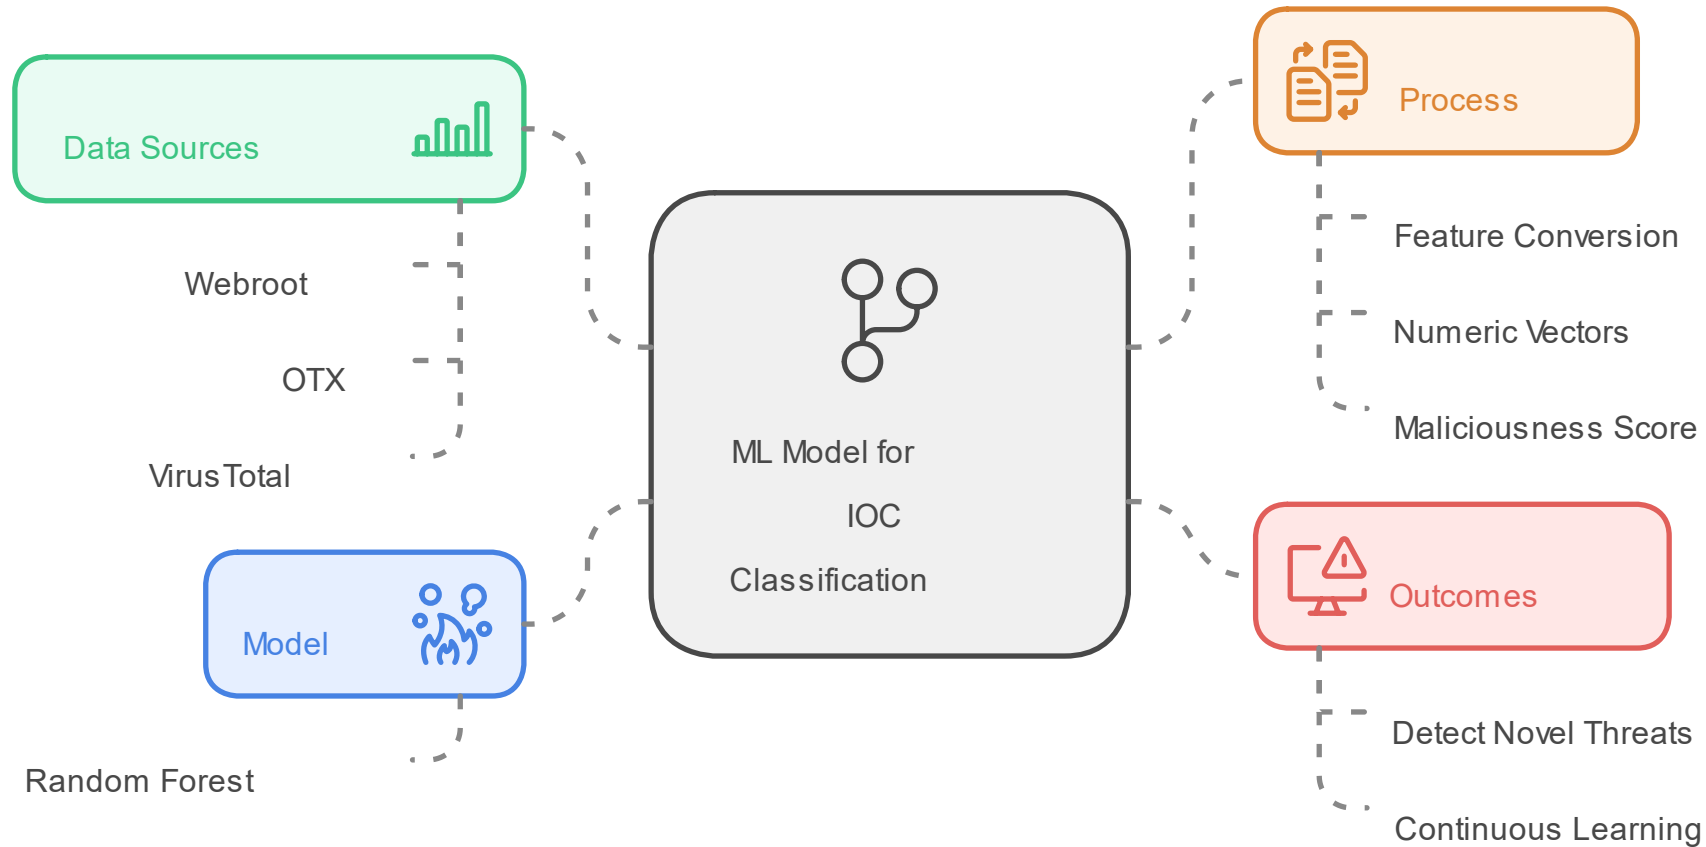 Data Sources
Webroot
OTX
VirusTotal
Model
Random Forest
ML Model for
IOC
Classification
Process
Feature Conversion
Numeric Vectors
Maliciousness Score
Outcomes
Detect Novel Threats
Continuous Learning